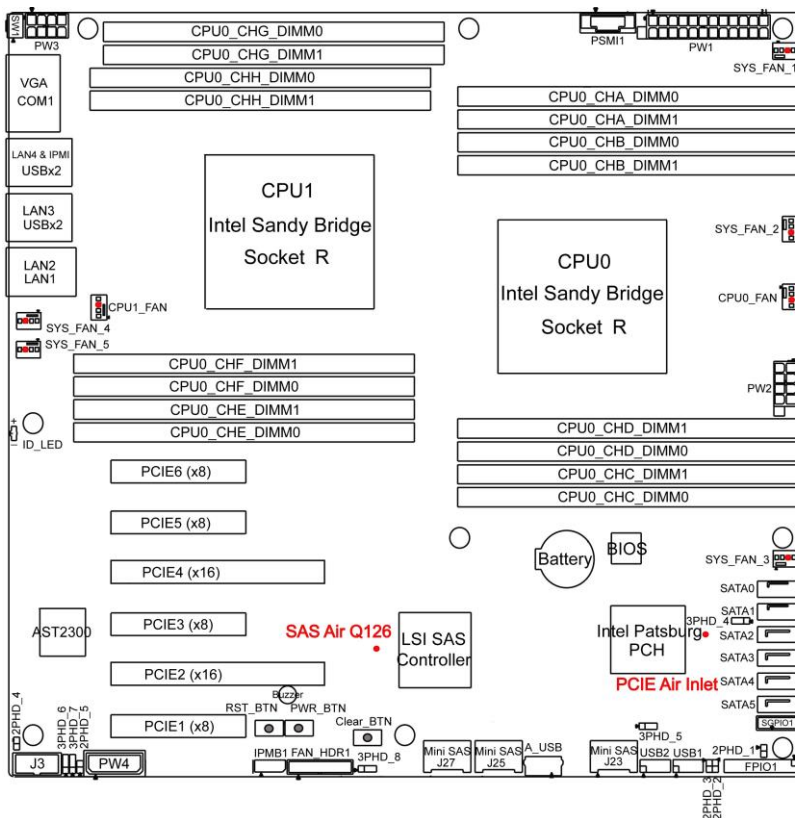 SW1
PW3
CPU0_CHG_DIMM0
CPU0_CHG_DIMM1
CPU0_CHH_DIMM0
CPU0_CHH_DIMM1
PSMI1
PW1
SYS_FAN_1
VGA
COM1
CPU0_CHA_DIMM0
CPU0_CHA_DIMM1
CPU0_CHB_DIMM0
CPU0_CHB_DIMM1
LAN4 & IPMI
USBx2
LAN3
USBx2
LAN2
LAN1
CPU1
Intel Sandy Bridge
Socket R
CPU0
Intel Sandy Bridge
Socket R
SYS_FAN_2
CPU0_FAN
CPU1_FAN
SYS_FAN_4
SYS_FAN_5
PW2
CPU0_CHF_DIMM1
CPU0_CHF_DIMM0
CPU0_CHE_DIMM1
CPU0_CHE_DIMM0
+
−
ID_LED
CPU0_CHD_DIMM1
CPU0_CHD_DIMM0
CPU0_CHC_DIMM1
CPU0_CHC_DIMM0
PCIE6 (x8)
PCIE5 (x8)
PCIE4 (x16)
PCIE3 (x8)
PCIE2 (x16)
PCIE1 (x8)
Battery
BIOS
SYS_FAN_3
SATA0
SATA1
3PHD_4
SATA2
SATA3
SATA4
SATA5
SGPIO1
AST2300
SAS Air Q126
LSI SAS
Controller
Intel Patsburg
PCH
PCIE Air Inlet
Buzzer
RST_BTN
PWR_BTN
Clear_BTN
2PHD_4
3PHD_6
3PHD_7
2PHD_5
J3
PW4
IPMB1
FAN_HDR1
3PHD_8
Mini SAS
J27
Mini SAS
J25
A_USB
Mini SAS
J23
3PHD_5
USB2
USB1
2PHD_1
2PHD_3
2PHD_2
FPIO1